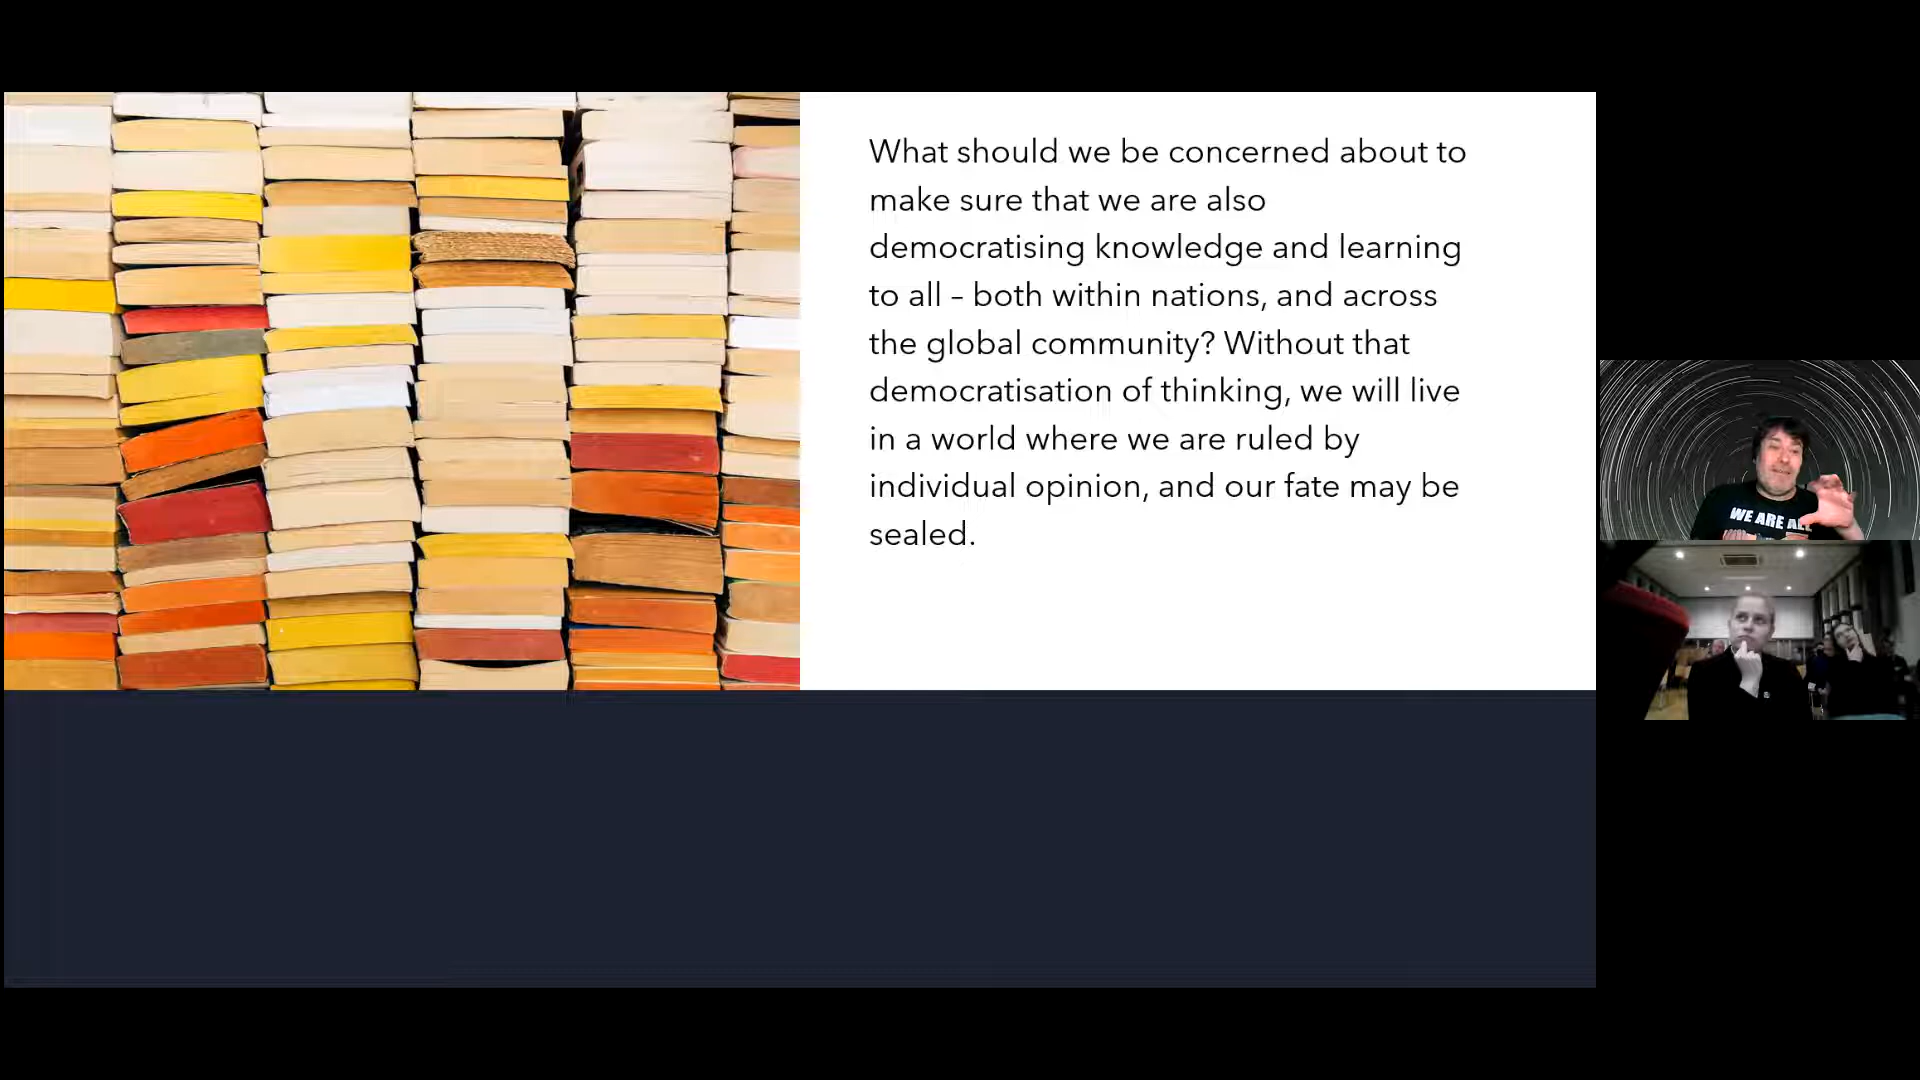 What should we be concerned about to
make sure that we are also
democratising knowledge and learning
to all – both within nations, and across
the global community? Without that
democratisation of thinking, we will live
in a world where we are ruled by
individual opinion, and our fate may be
sealed.
WE ARE ALL